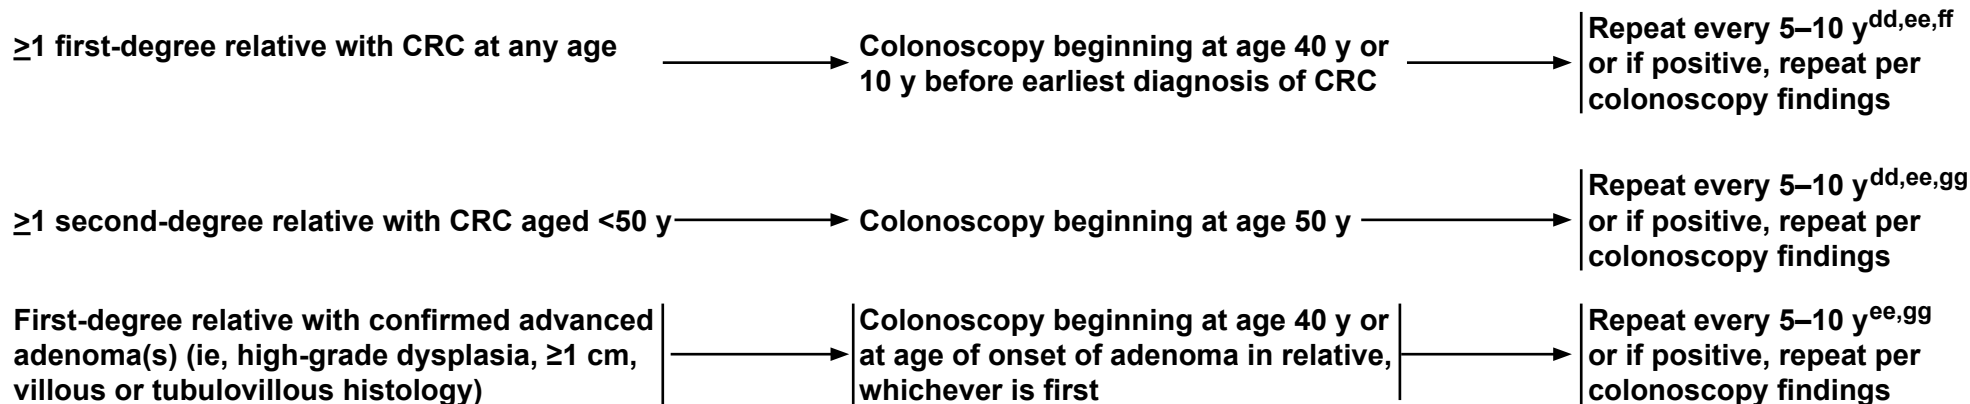 ≥1 first-degree relative with CRC at any age
Colonoscopy beginning at age 40 y or
10 y before earliest diagnosis of CRC
Repeat every 5–10 y^dd,ee,ff
or if positive, repeat per
colonoscopy findings
≥1 second-degree relative with CRC aged <50 y
Colonoscopy beginning at age 50 y
Repeat every 5–10 y^dd,ee,gg
or if positive, repeat per
colonoscopy findings
First-degree relative with confirmed advanced
adenoma(s) (ie, high-grade dysplasia, ≥1 cm,
villous or tubulovillous histology)
Colonoscopy beginning at age 40 y or
at age of onset of adenoma in relative,
whichever is first
Repeat every 5–10 y^ee,gg
or if positive, repeat per
colonoscopy findings